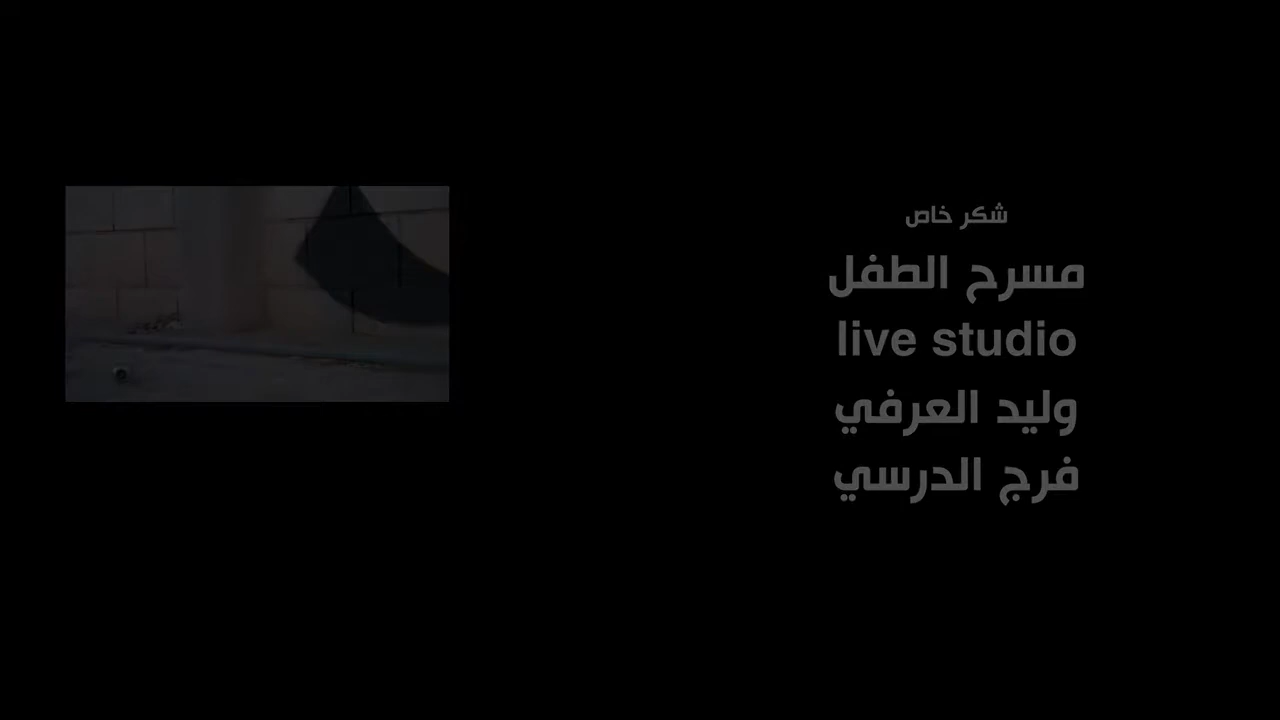 شكر خاص
مسرح الطفل
live studio
وليد العرفي
فرج الدرسي